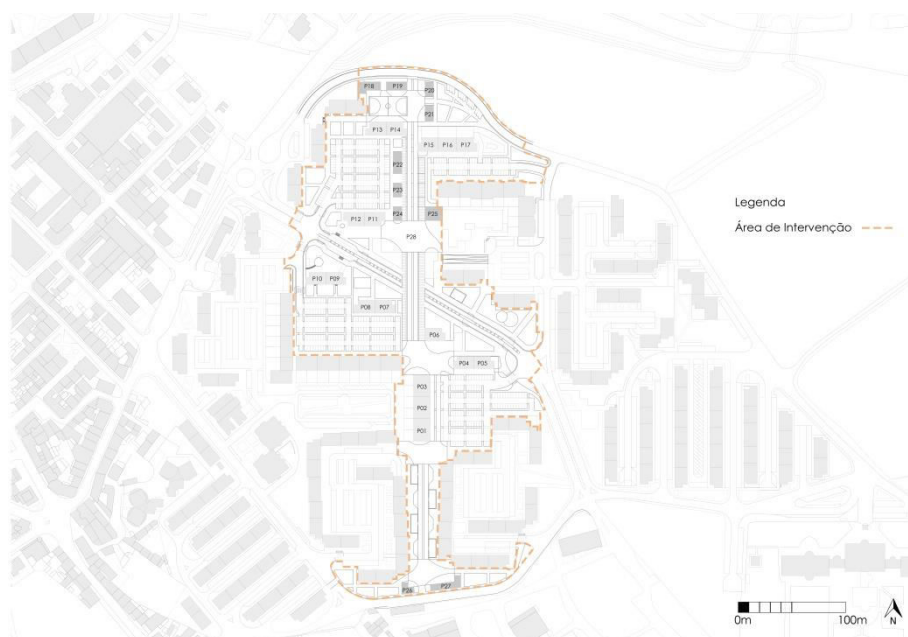 P18 P19
P20
P21
P13 P14
P15 P16 P17
P22
P23
P12 P11 P24 P25
P28
P10 P09
P08 P07
P06
P04 P05
P03
P02
P01
P26 P27
Legenda
Área de Intervenção
0m 100m
N